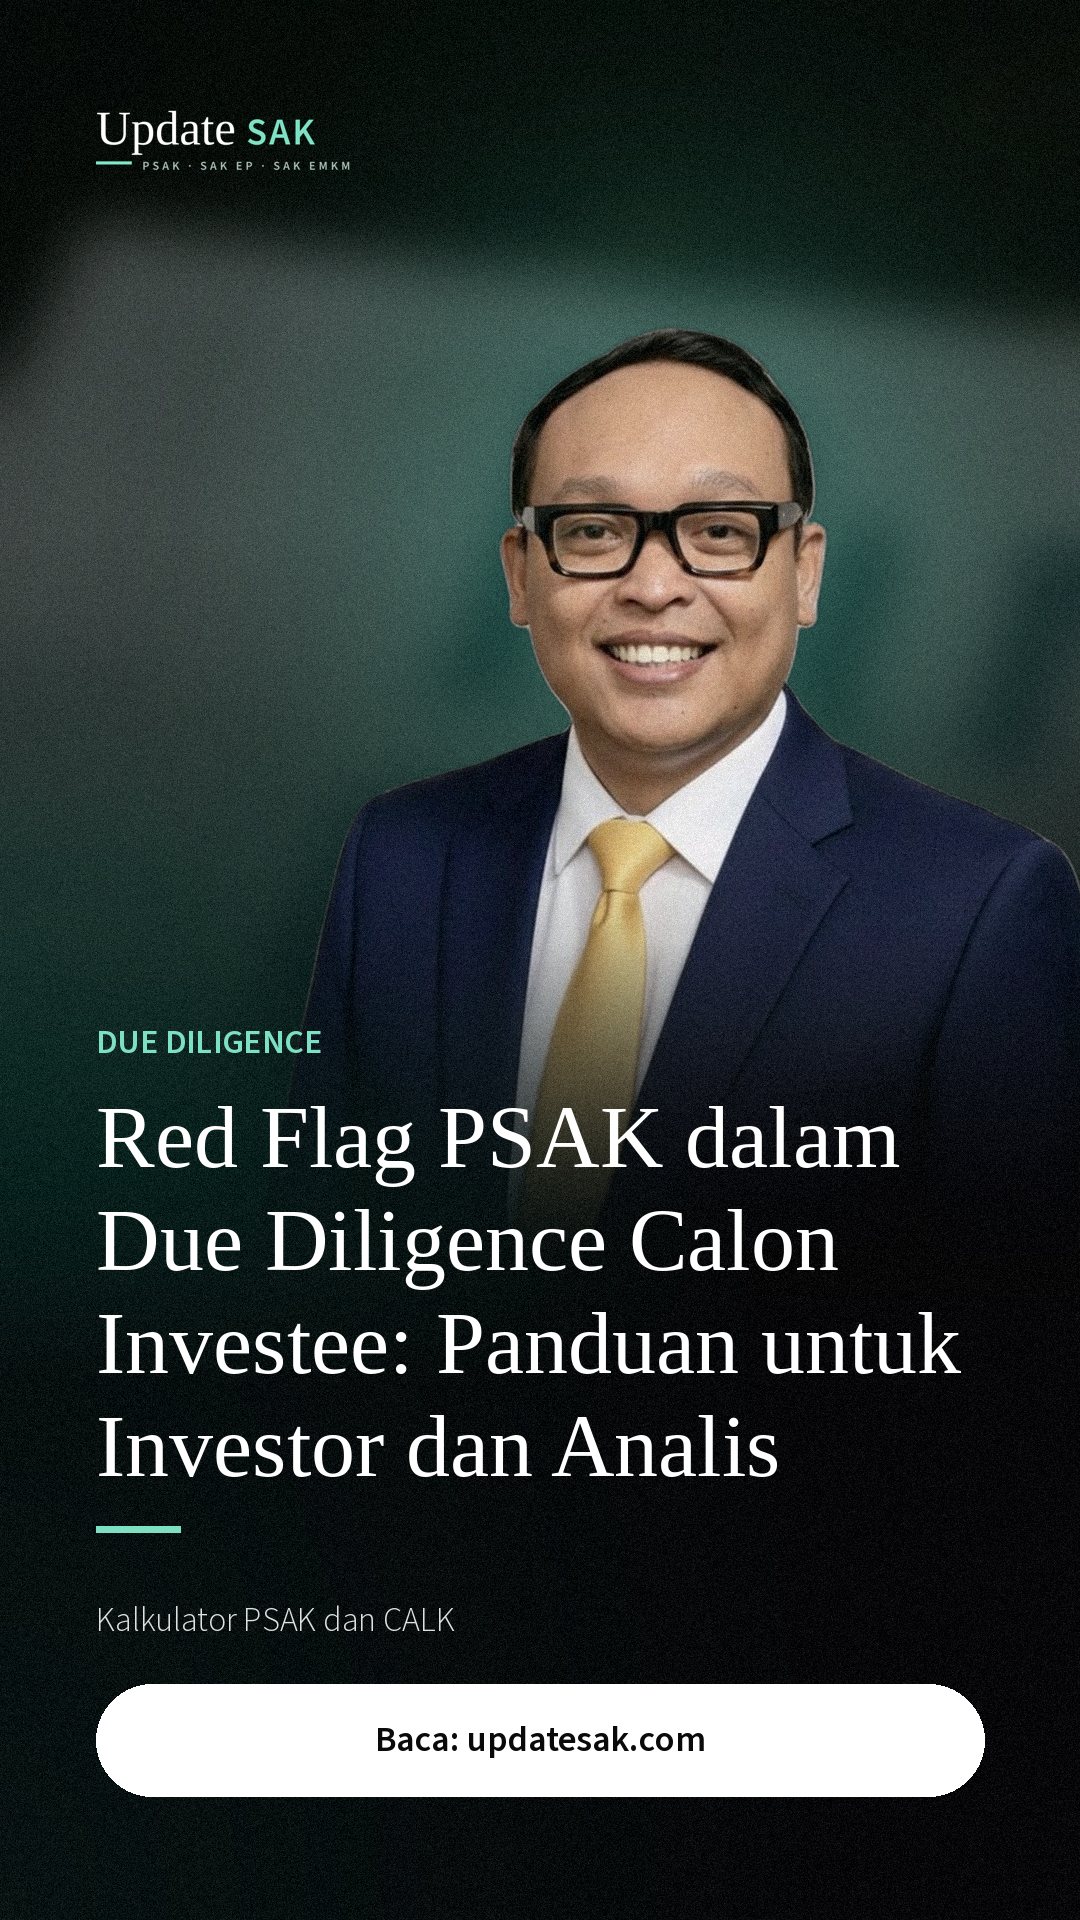 Update SAK
PSAK · SAK EP · SAK EMKM
DUE DILIGENCE
Red Flag PSAK dalam
Due Diligence Calon
Investee: Panduan untuk
Investor dan Analis
Kalkulator PSAK dan CALK
Baca: updatesak.com